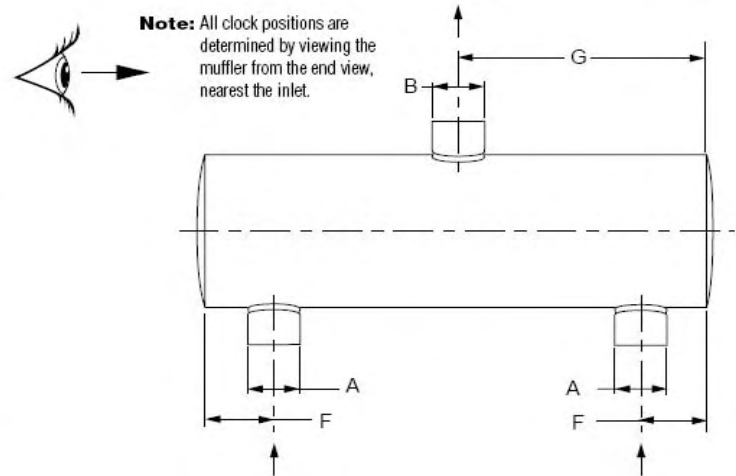 Note: All clock positions are
determined by viewing the
muffler from the end view,
nearest the inlet.
G
B
A
A
F
F